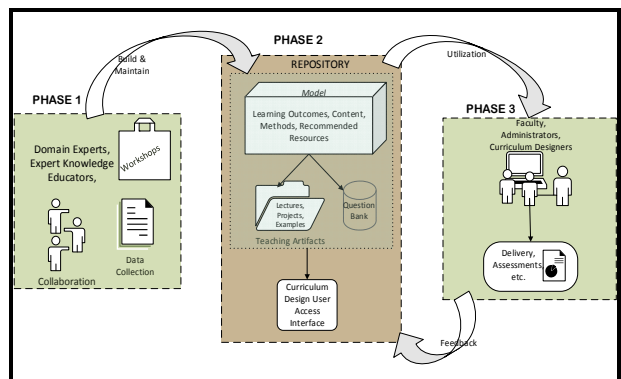 PHASE 1
Domain Experts,
Expert Knowledge
Educators,
Workshops
Collaboration
Data
Collection
Build &
Maintain
PHASE 2
REPOSITORY
Model
Learning Outcomes, Content,
Methods, Recommended
Resources
Lectures,
Projects,
Examples
Question
Bank
Teaching Artifacts
Curriculum
Design User
Access
Interface
Utilization
PHASE 3
Faculty,
Administrators,
Curriculum Designers
Delivery,
Assessments,
etc.
Feedback